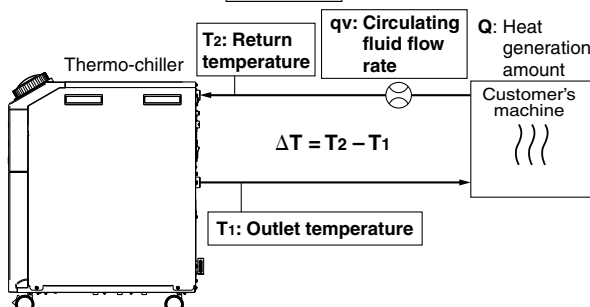 T2: Return
temperature
qv: Circulating
fluid flow
rate
Q: Heat
generation
amount
Thermo-chiller
Customer's
machine
ΔT = T2 – T1
T1: Outlet temperature